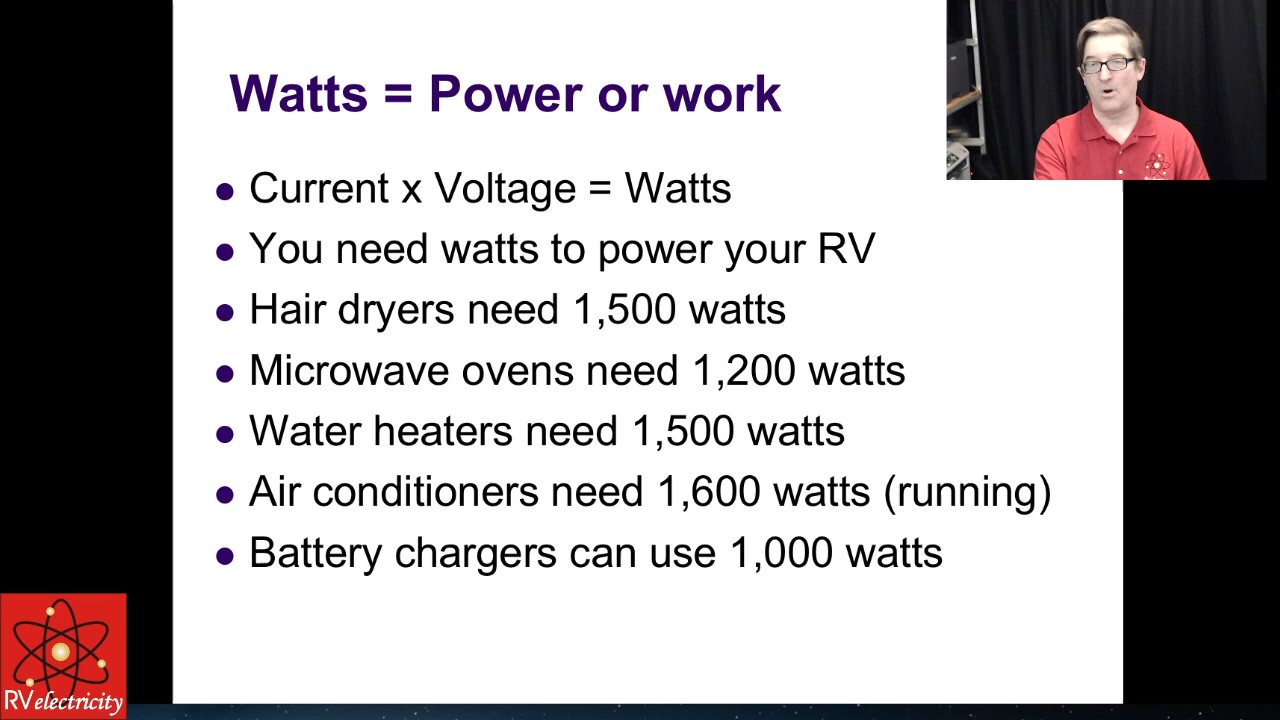 Watts = Power or work
● Current x Voltage = Watts
● You need watts to power your RV
● Hair dryers need 1,500 watts
● Microwave ovens need 1,200 watts
● Water heaters need 1,500 watts
● Air conditioners need 1,600 watts (running)
● Battery chargers can use 1,000 watts
RVelectricity